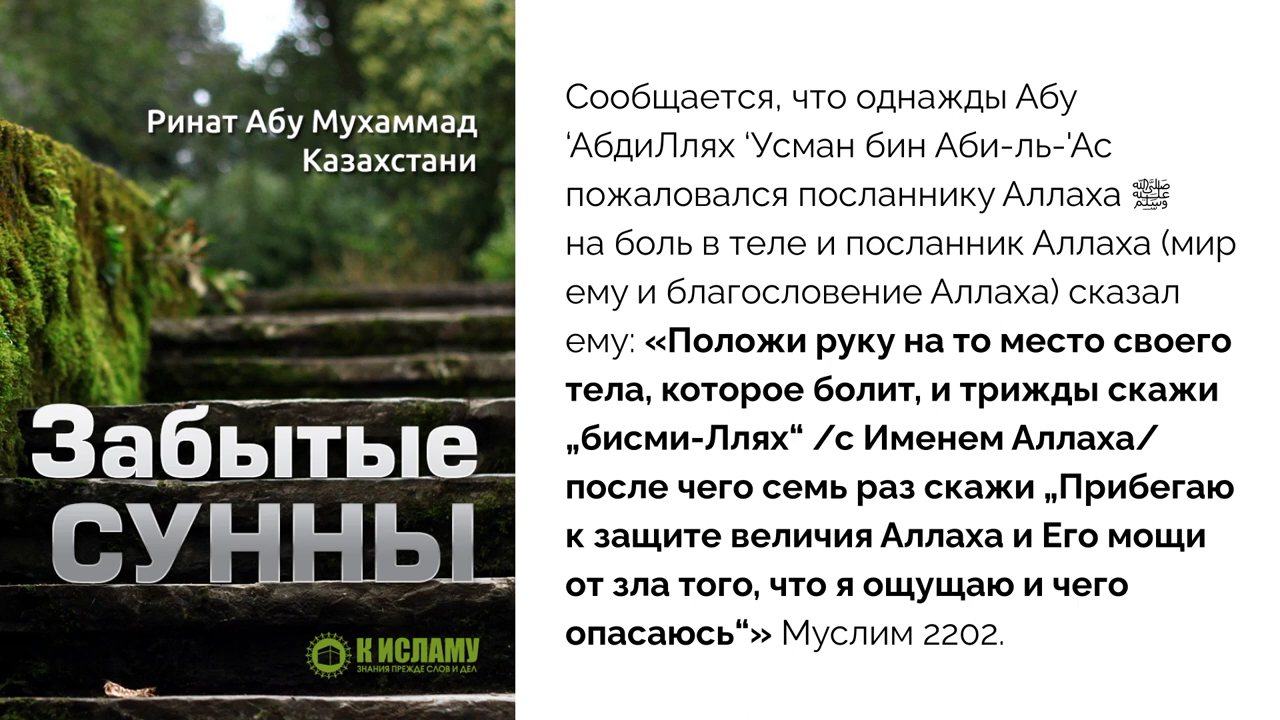 Ринат Абу Мухаммад
Казахстани
Забытые
СУННЫ
К ИСЛАМУ
ЗНАНИЯ ПРЕЖДЕ СЛОВ И ДЕЛ
Сообщается, что однажды Абу
‘АбдиЛлях ‘Усман бин Аби-ль-'Ас
пожаловался посланнику Аллаха ﷺ
на боль в теле и посланник Аллаха (мир
ему и благословение Аллаха) сказал
ему: «Положи руку на то место своего
тела, которое болит, и трижды скажи
„бисми-Ллях“ /с Именем Аллаха/
после чего семь раз скажи „Прибегаю
к защите величия Аллаха и Его мощи
от зла того, что я ощущаю и чего
опасаюсь“» Муслим 2202.